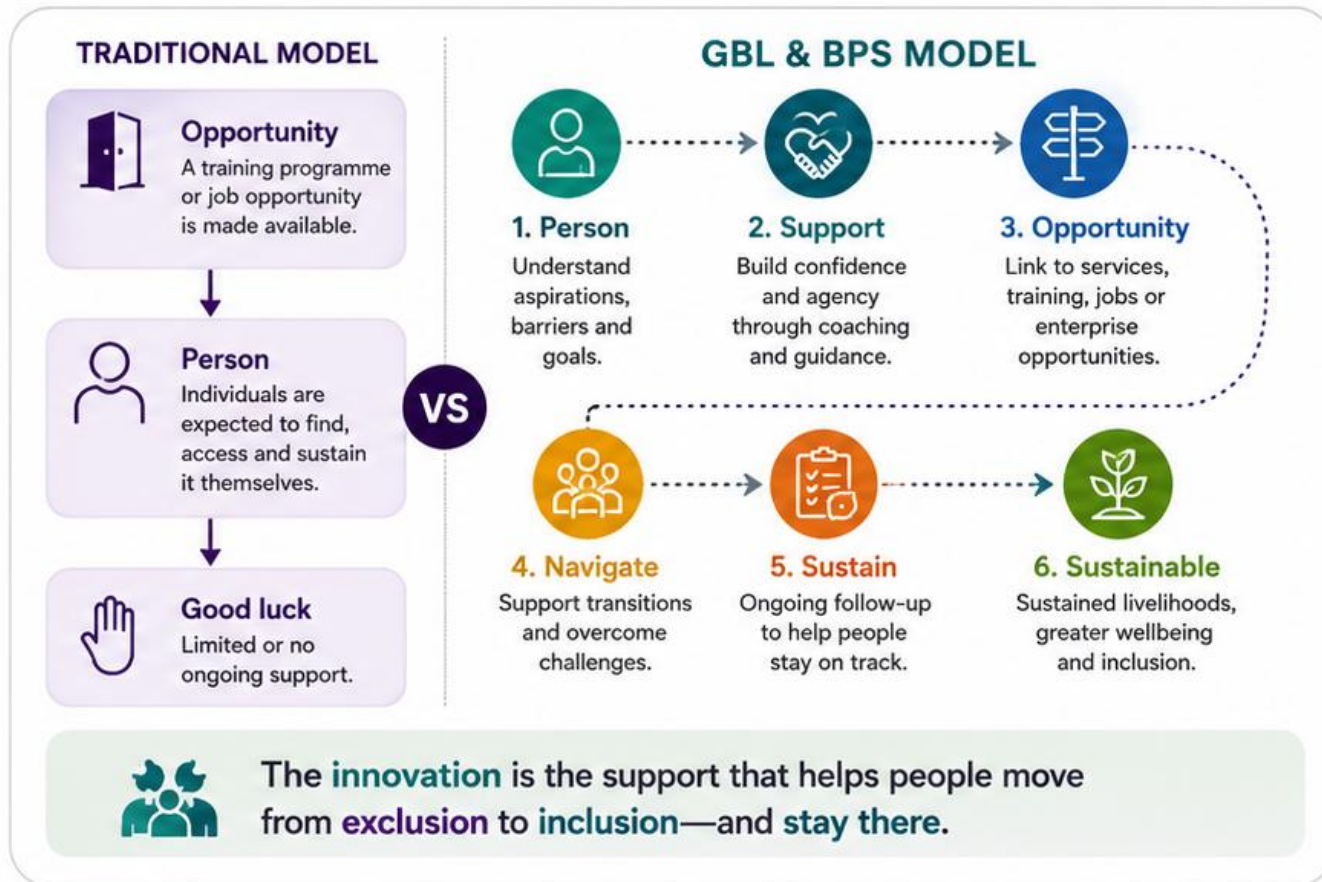 TRADITIONAL MODEL
Opportunity
A training programme
or job opportunity
is made available.
Person
Individuals are
expected to find,
access and sustain
it themselves.
Good luck
Limited or no
ongoing support.
VS
GBL & BPS MODEL
1. Person
Understand
aspirations,
barriers and
goals.
2. Support
Build confidence
and agency
through coaching
and guidance.
3. Opportunity
Link to services,
training, jobs or
enterprise
opportunities.
4. Navigate
Support transitions
and overcome
challenges.
5. Sustain
Ongoing follow-up
to help people
stay on track.
6. Sustainable
Sustained livelihoods,
greater wellbeing
and inclusion.
The innovation is the support that helps people move
from exclusion to inclusion—and stay there.